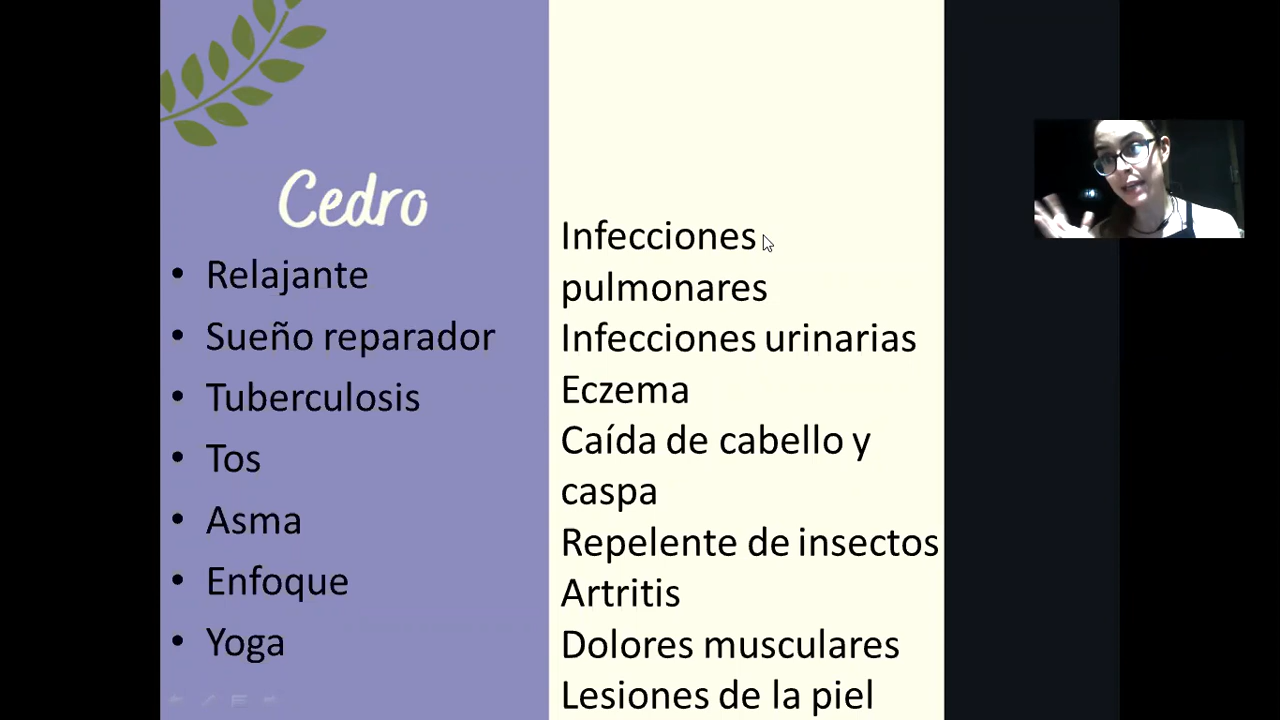 Cedro
Relajante
Sueño reparador
Tuberculosis
Tos
Asma
Enfoque
Yoga
Infecciones
pulmonares
Infecciones urinarias
Eczema
Caída de cabello y
caspa
Repelente de insectos
Artritis
Dolores musculares
Lesiones de la piel